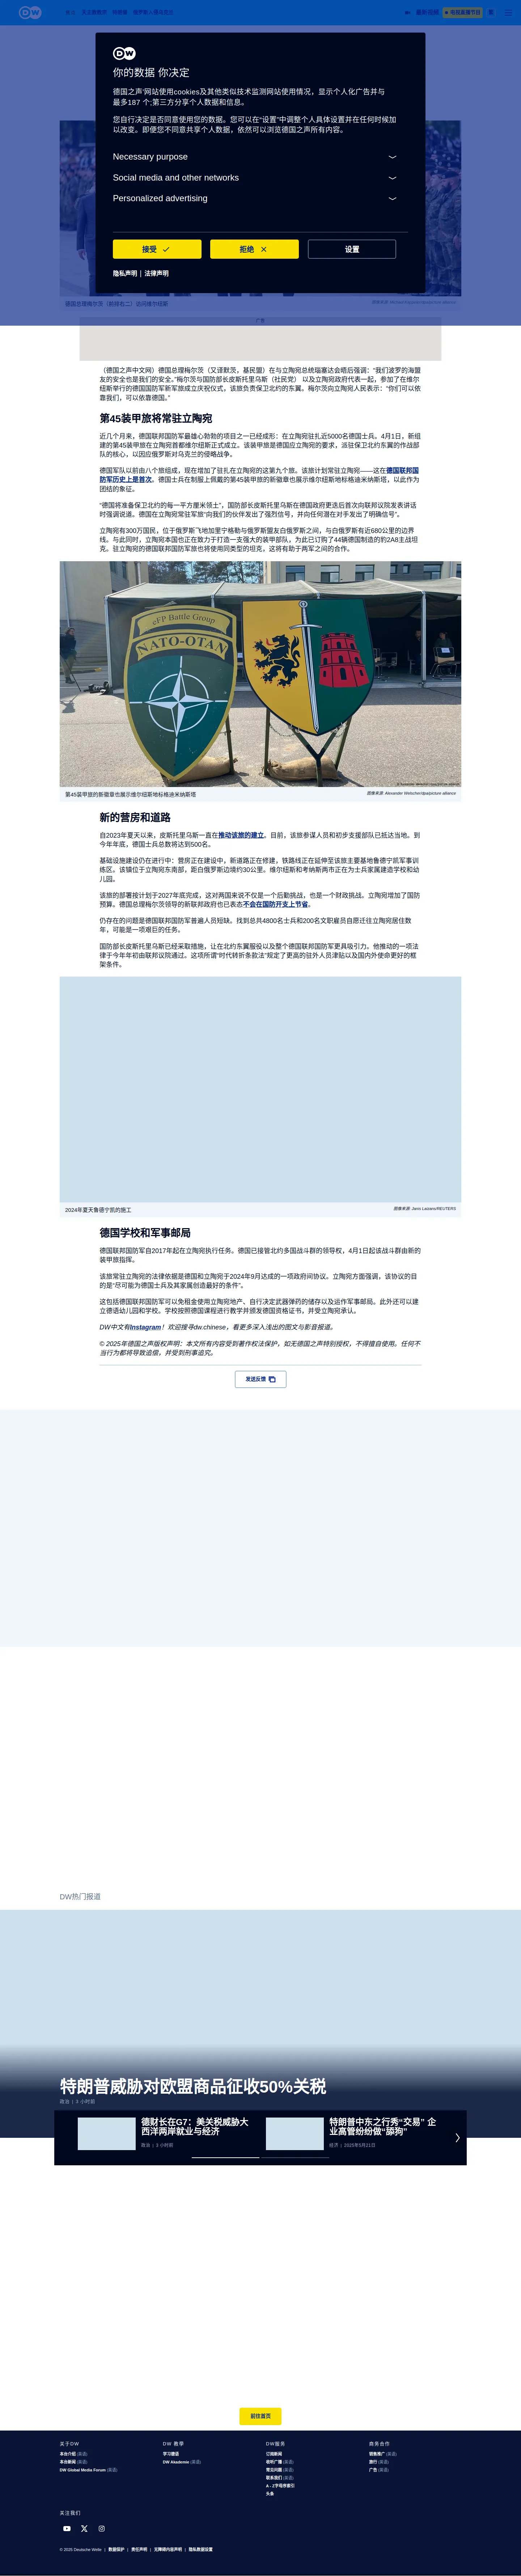 DW
你的数据 你决定
德国之声'网站使用cookies及其他类似技术监测网站使用情况，显示个人化广告并与
最多187 个;第三方分享个人数据和信息。
您自行决定是否同意使用您的数据。您可以在“设置”中调整个人具体设置并在任何时候加
以改变。即便您不同意共享个人数据，依然可以浏览德国之声所有内容。
Necessary purpose
Social media and other networks
Personalized advertising
接受
拒绝
设置
隐私声明 | 法律声明
德国总理梅尔茨（前排右二）访问维尔纽斯
广告
（德国之声中文网）德国总理梅尔茨（又译默茨，基民盟）在与立陶宛总统瑙塞达会晤后强调：“我们波罗的海盟
友的安全也是我们的安全。”梅尔茨与国防部长皮斯托里乌斯（社民党） 以及立陶宛政府代表一起，参加了在维尔
纽斯举行的德国国防军新军旅成立庆祝仪式，该旅负责保卫北约的东翼。梅尔茨向立陶宛人民表示：“你们可以依
靠我们，可以依靠德国。”
第45装甲旅将常驻立陶宛
近几个月来，德国联邦国防军最雄心勃勃的项目之一已经成形：在立陶宛驻扎近5000名德国士兵。4月1日，新组
建的第45装甲旅在立陶宛首都维尔纽斯正式成立。该装甲旅是德国应立陶宛的要求，派驻保卫北约东翼的作战部
队的核心，以因应俄罗斯对乌克兰的侵略战争。
德国军队以前由八个旅组成，现在增加了驻扎在立陶宛的第九个旅。该旅计划常驻立陶宛——这在德国联邦国
防军历史上是首次。德国士兵在制服上佩戴的第45装甲旅的新徽章也展示维尔纽斯地标格迪米纳斯塔，以此作为
团结的象征。
“德国将准备保卫北约的每一平方厘米领土”，国防部长皮斯托里乌斯在德国政府更迭后首次向联邦议院发表讲话
时强调说道。德国在立陶宛常驻军旅“向我们的伙伴发出了强烈信号，并向任何潜在对手发出了明确信号”。
立陶宛有300万国民，位于俄罗斯飞地加里宁格勒与俄罗斯盟友白俄罗斯之间，与白俄罗斯有近680公里的边界
线。与此同时，立陶宛本国也正在致力于打造一支强大的装甲部队，为此已订购了44辆德国制造的豹2A8主战坦
克。驻立陶宛的德国联邦国防军旅也将使用同类型的坦克。这将有助于两军之间的合作。
eFP Battle Group
NATO-OTAN
第45装甲旅的新徽章也展示维尔纽斯地标格迪米纳斯塔
图像来源: Alexander Welscher/dpa/picture alliance
新的营房和道路
自2023年夏天以来，皮斯托里乌斯一直在推动该旅的建立。目前，该旅参谋人员和初步支援部队已抵达当地。到
今年年底，德国士兵总数将达到500名。
基础设施建设仍在进行中：营房正在建设中，新道路正在修建，铁路线正在延伸至该旅主要基地鲁德宁凯军事训
练区。该镇位于立陶宛东南部，距白俄罗斯边境约30公里。维尔纽斯和考纳斯两市正在为士兵家属建造学校和幼
儿园。
该旅的部署按计划于2027年底完成，这对两国来说不仅是一个后勤挑战，也是一个财政挑战。立陶宛增加了国防
预算。德国总理梅尔茨领导的新联邦政府也已表态不会在国防开支上节省。
仍存在的问题是德国联邦国防军普遍人员短缺。找到总共4800名士兵和200名文职雇员自愿迁往立陶宛居住数
年，可能是一项艰巨的任务。
国防部长皮斯托里乌斯已经采取措施，让在北约东翼服役以及整个德国联邦国防军更具吸引力。他推动的一项法
律于今年年初由联邦议院通过。这项所谓“时代转折条款法”规定了更高的驻外人员津贴以及国内外使命更好的框
架条件。
2024年夏天鲁德宁凯的施工
图像来源: Janis Laizans/REUTERS
德国学校和军事邮局
德国联邦国防军自2017年起在立陶宛执行任务。德国已接管北约多国战斗群的领导权，4月1日起该战斗群由新的
装甲旅指挥。
该旅常驻立陶宛的法律依据是德国和立陶宛于2024年9月达成的一项政府间协议。立陶宛方面强调，该协议的目
的是“尽可能为德国士兵及其家属创造最好的条件”。
这包括德国联邦国防军可以免租金使用立陶宛地产、自行决定武器弹药的储存以及运作军事邮局。此外还可以建
立德语幼儿园和学校。学校按照德国课程进行教学并颁发德国资格证书，并受立陶宛承认。
DW中文有Instagram！欢迎搜寻dw.chinese，看更多深入浅出的图文与影音报道。
© 2025年德国之声版权声明：本文所有内容受到著作权法保护，如无德国之声特别授权，不得擅自使用。任何不
当行为都将导致追偿，并受到刑事追究。
发送反馈
DW热门报道
特朗普威胁对欧盟商品征收50%关税
政治 | 3 小时前
德财长在G7：美关税威胁大
西洋两岸就业与经济
政治 | 3 小时前
特朗普中东之行秀“交易” 企
业高管纷纷做“舔狗”
经济 | 2025年5月21日
前往首页
关于DW
本台介绍 (英语)
本台新闻 (英语)
DW Global Media Forum (英语)
DW 教學
学习德语
DW Akademie (英语)
DW服务
订阅新闻
收听广播 (英语)
常见问题 (英语)
联系我们 (英语)
A - Z字母序索引
头条
商务合作
销售推广 (英语)
旅行 (英语)
广告 (英语)
关注我们
© 2025 Deutsche Welle | 数据保护 | 责任声明 | 无障碍内容声明 | 隐私数据设置